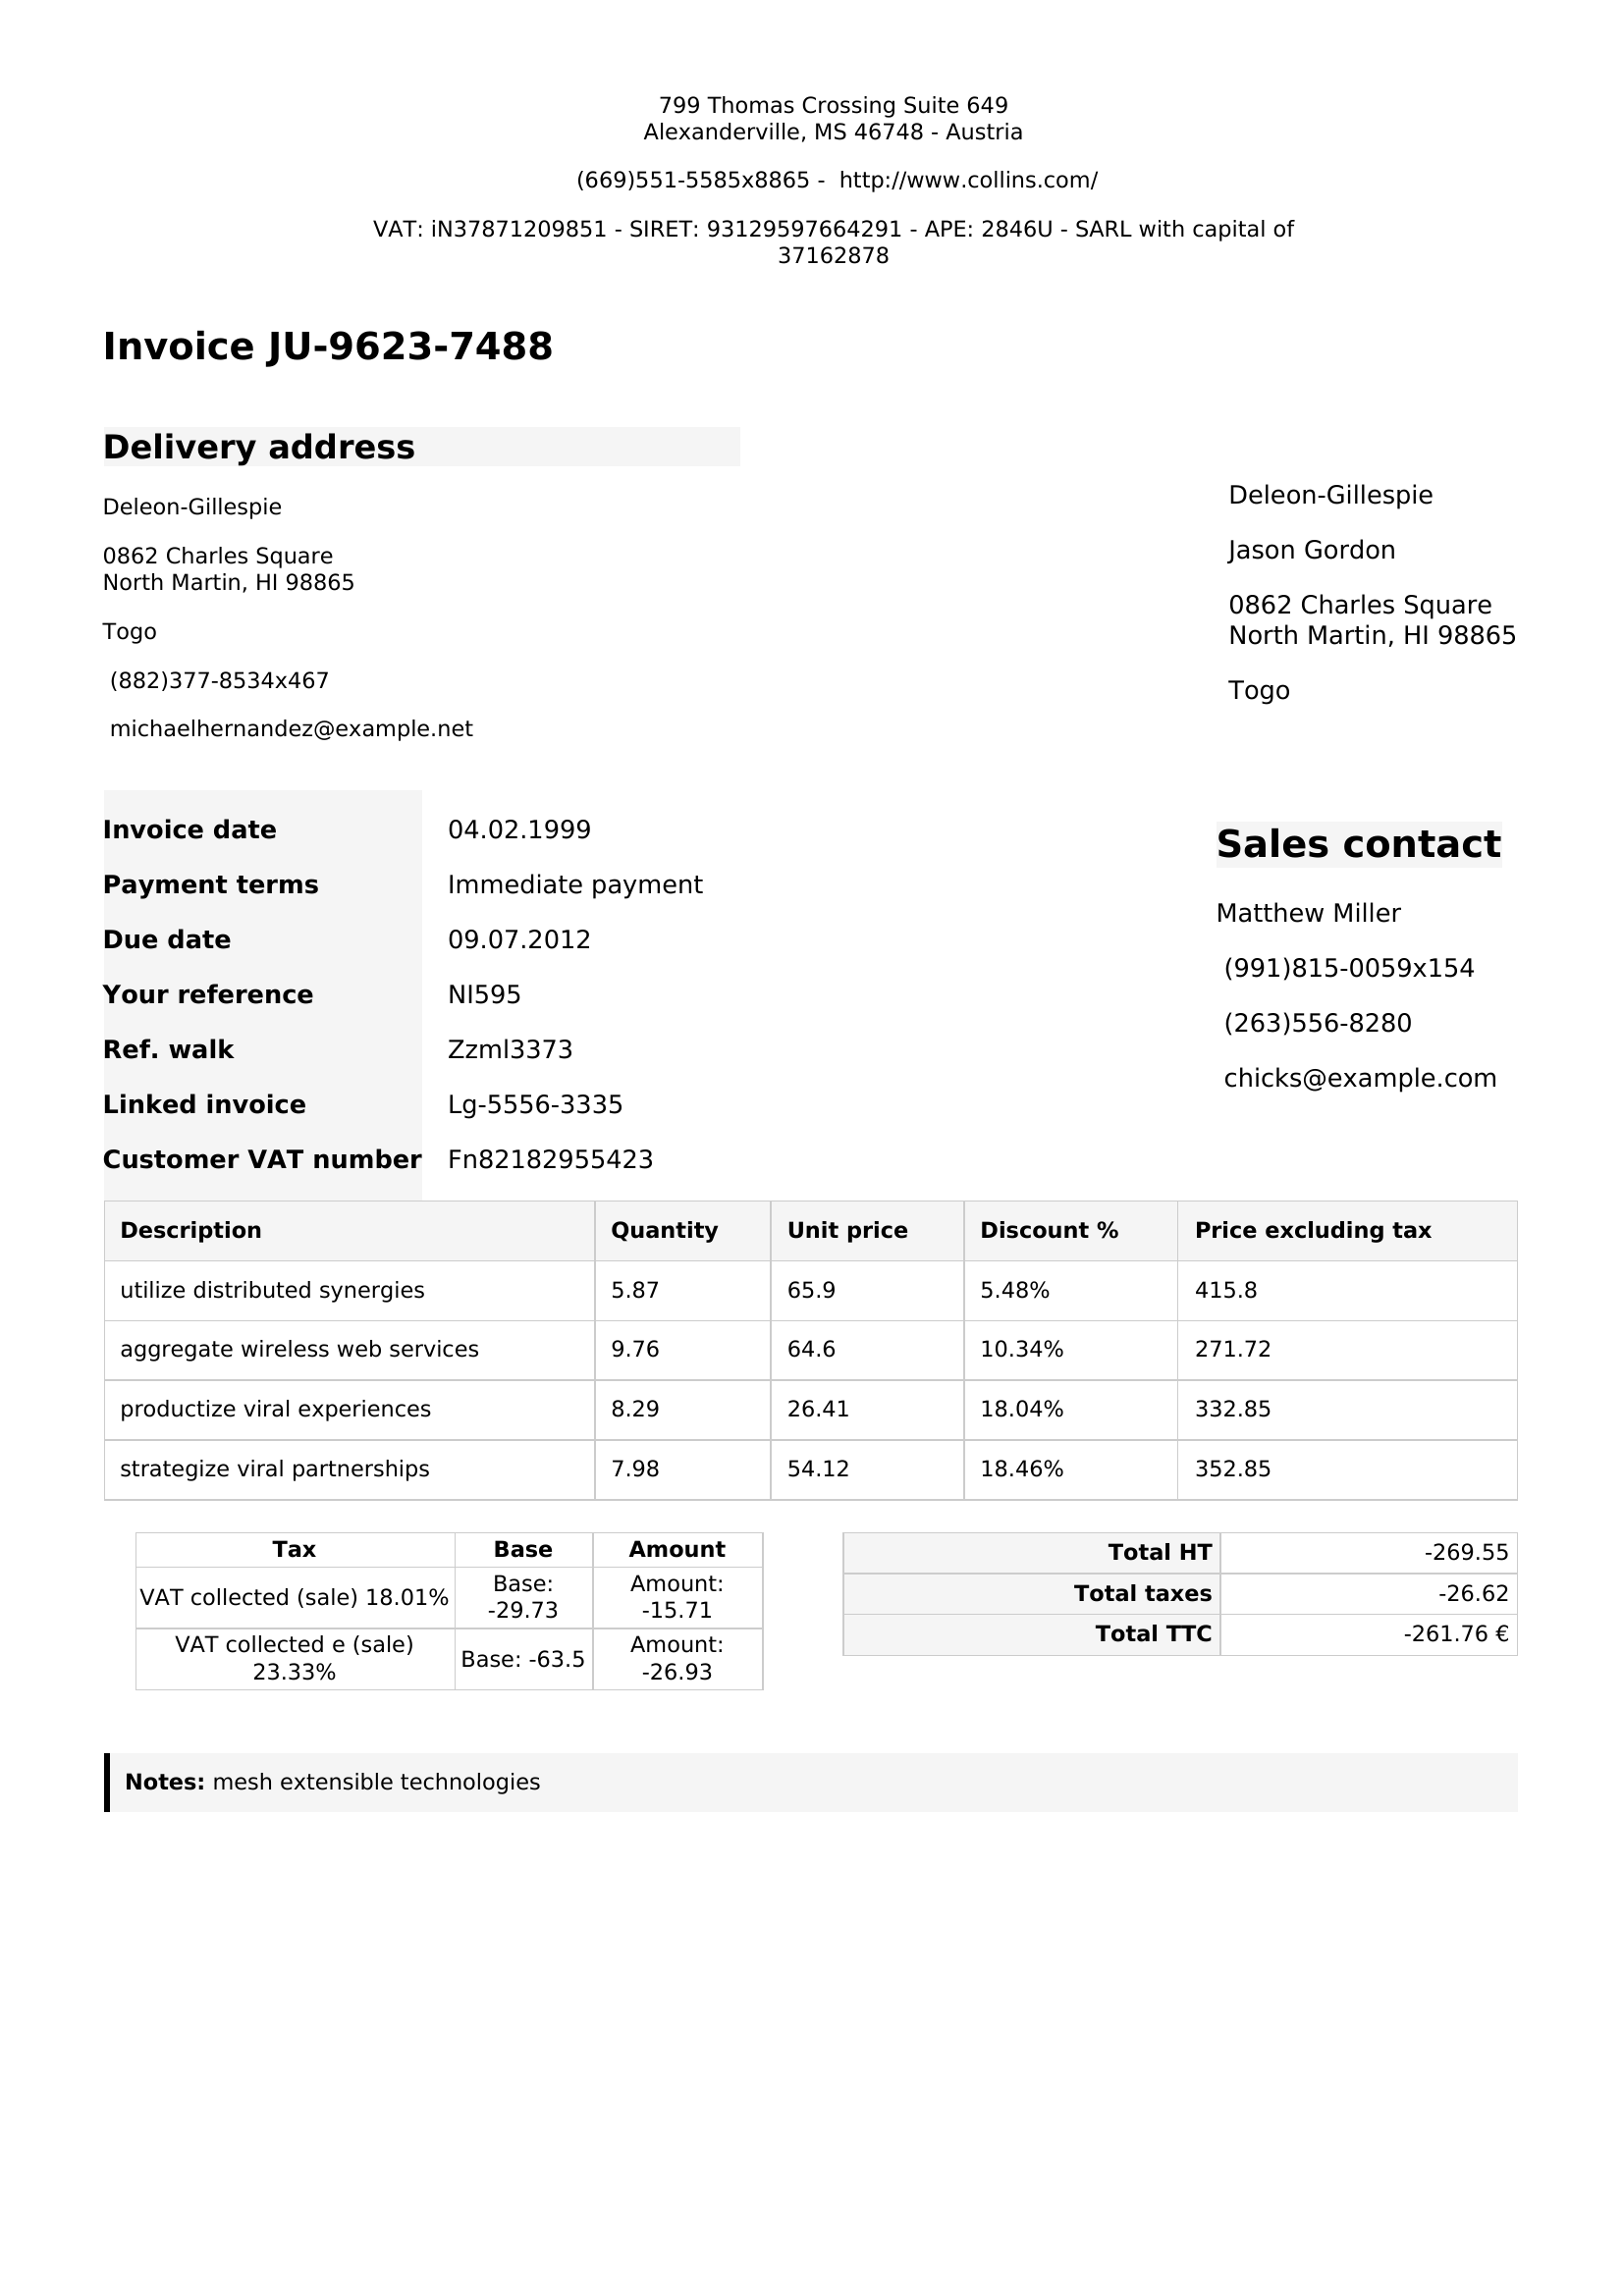 799 Thomas Crossing Suite 649
Alexanderville, MS 46748 - Austria
(669)551-5585x8865 - http://www.collins.com/
VAT: iN37871209851 - SIRET: 93129597664291 - APE: 2846U - SARL with capital of
37162878
Invoice JU-9623-7488
Delivery address
Deleon-Gillespie
0862 Charles Square
North Martin, HI 98865
Togo
(882)377-8534x467
michaelhernandez@example.net
Deleon-Gillespie
Jason Gordon
0862 Charles Square
North Martin, HI 98865
Togo
Invoice date 04.02.1999
Payment terms Immediate payment
Due date 09.07.2012
Your reference NI595
Ref. walk Zzml3373
Linked invoice Lg-5556-3335
Customer VAT number Fn82182955423
Sales contact
Matthew Miller
(991)815-0059x154
(263)556-8280
chicks@example.com
Description Quantity Unit price Discount % Price excluding tax
utilize distributed synergies 5.87 65.9 5.48% 415.8
aggregate wireless web services 9.76 64.6 10.34% 271.72
productize viral experiences 8.29 26.41 18.04% 332.85
strategize viral partnerships 7.98 54.12 18.46% 352.85
Tax Base Amount
VAT collected (sale) 18.01% Base: -29.73 Amount: -15.71
VAT collected e (sale) 23.33% Base: -63.5 Amount: -26.93
Total HT -269.55
Total taxes -26.62
Total TTC -261.76 €
Notes: mesh extensible technologies